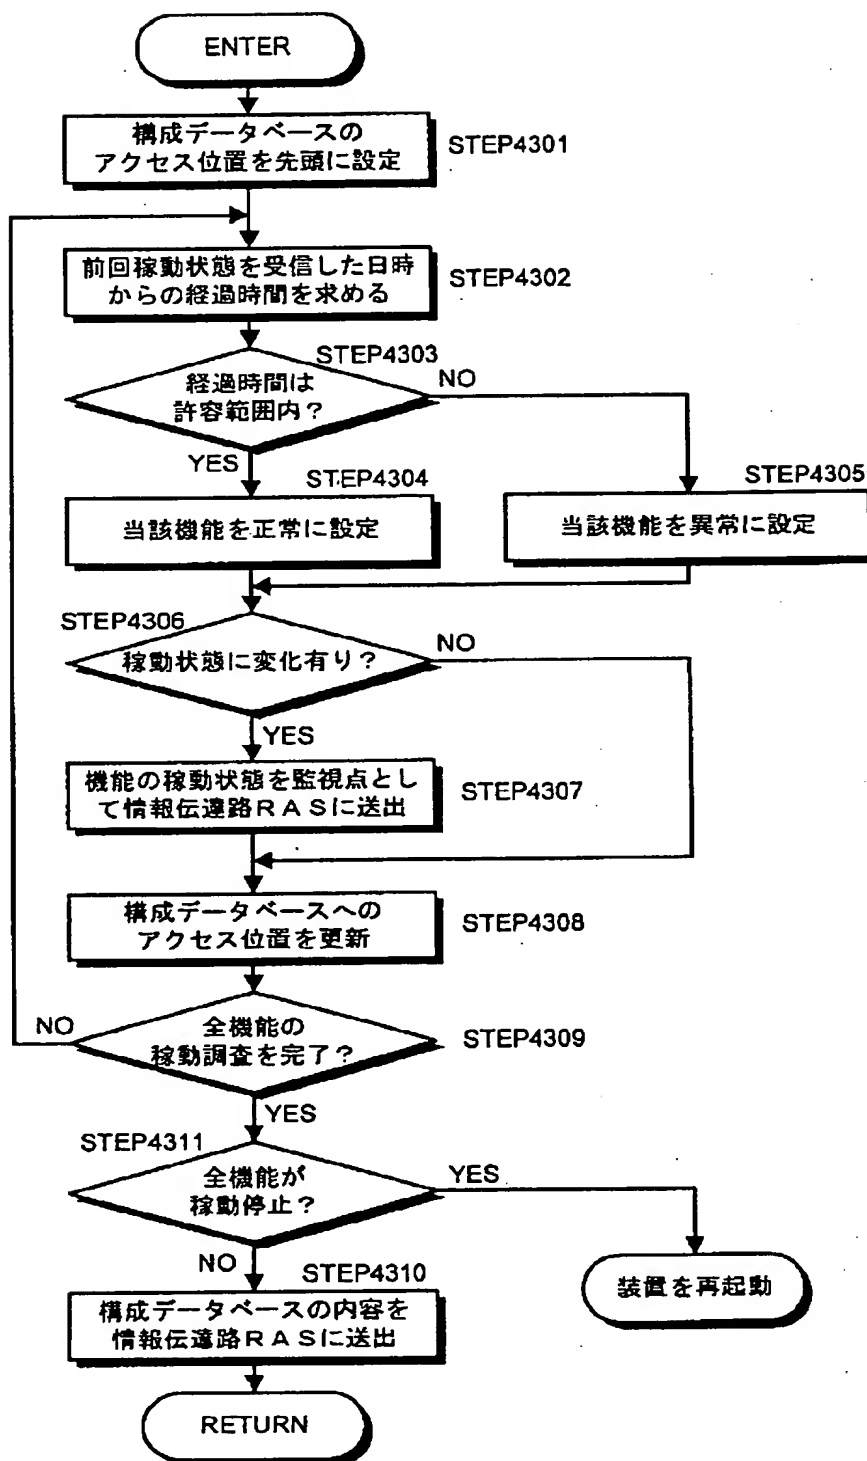 ENTER
構成データベースの
アクセス位置を先頭に設定
STEP4301
前回稼動状態を受信した日時
からの経過時間を求める
STEP4302
STEP4303
経過時間は
許容範囲内?
NO
YES
STEP4304
当該機能を正常に設定
STEP4305
当該機能を異常に設定
STEP4306
稼動状態に変化有り?
NO
YES
機能の稼動状態を監視点とし
て情報伝達路RASに送出
STEP4307
構成データベースへの
アクセス位置を更新
STEP4308
NO
全機能の
稼動調査を完了?
STEP4309
YES
STEP4311
全機能が
稼動停止?
YES
NO
装置を再起動
STEP4310
構成データベースの内容を
情報伝達路RASに送出
RETURN